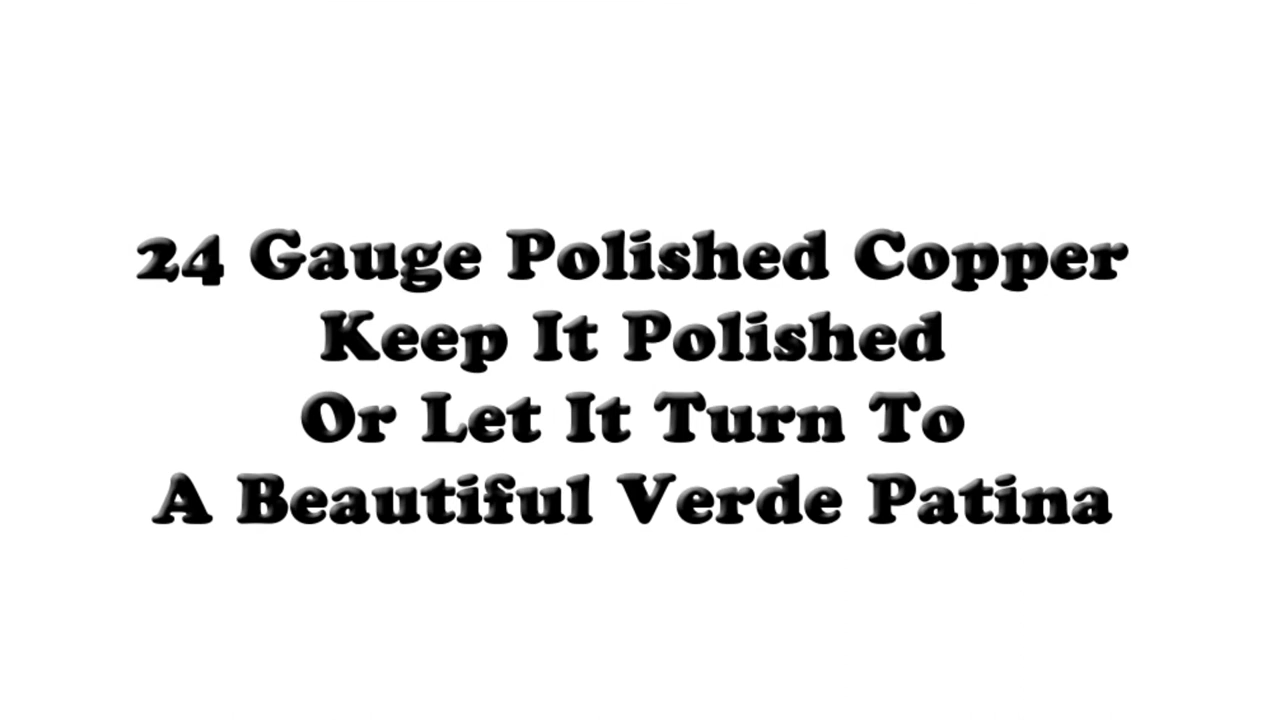 24 Gauge Polished Copper
Keep It Polished
Or Let It Turn To
A Beautiful Verde Patina